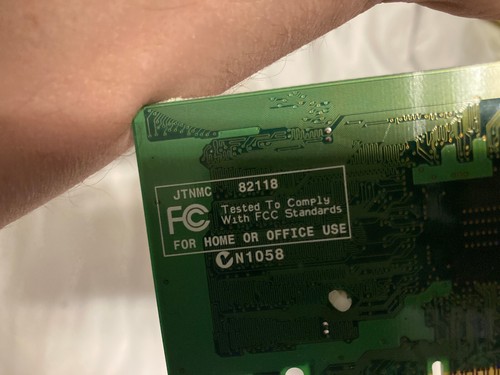 JTNMC 82118
FC Tested To Comply
With FCC Standards
FOR HOME OR OFFICE USE
N1058